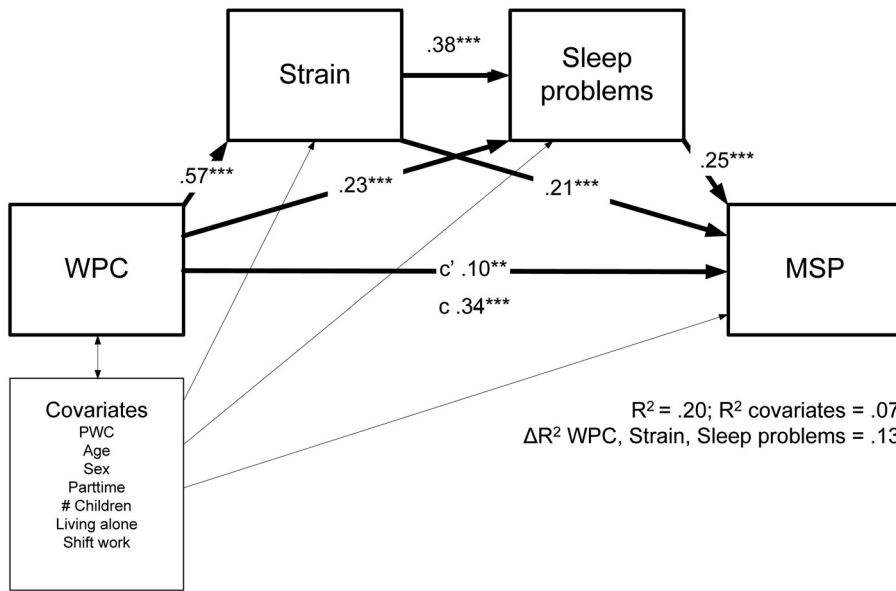 .38***
Strain
Sleep
problems
.57***
.23***
.21***
.25***
WPC
c' .10**
c .34***
MSP
Covariates
PWC
Age
Sex
Parttime
# Children
Living alone
Shift work
R² = .20; R² covariates = .07
ΔR² WPC, Strain, Sleep problems = .13